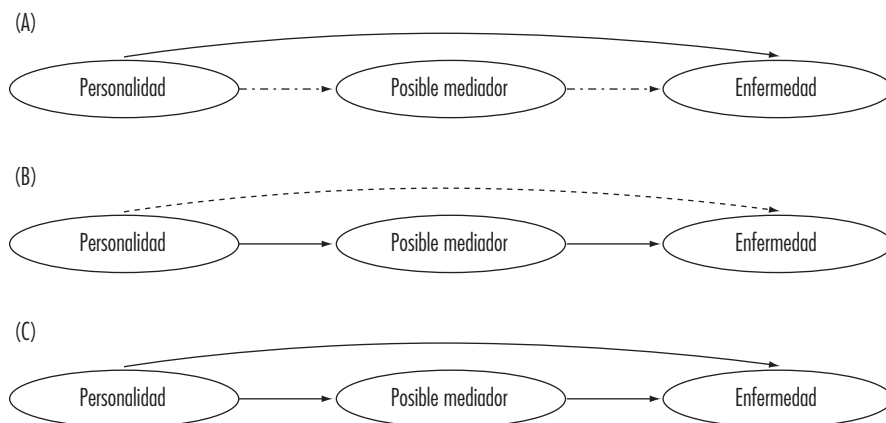 (A)
Personalidad Posible mediador Enfermedad
(B)
Personalidad Posible mediador Enfermedad
(C)
Personalidad Posible mediador Enfermedad